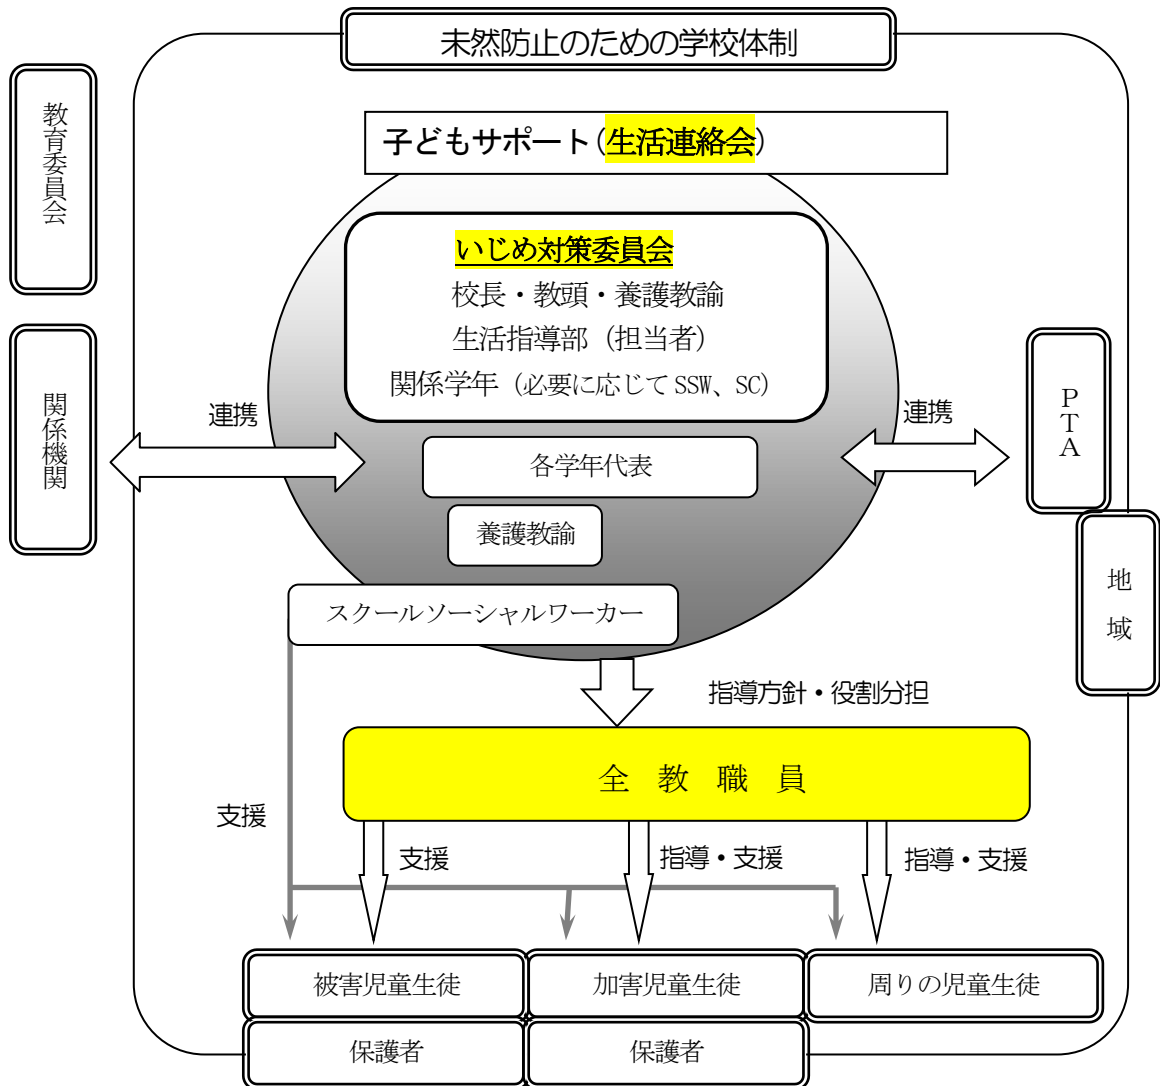 未然防止のための学校体制
教育委員会
子どもサポート(生活連絡会)
いじめ対策委員会
校長・教頭・養護教諭
生活指導部(担当者)
関係学年(必要に応じて SSW、SC)
関係機関
連携
連携
PTA
各学年代表
養護教諭
地域
スクールソーシャルワーカー
指導方針・役割分担
全教職員
支援
支援
指導・支援
指導・支援
被害児童生徒
加害児童生徒
周りの児童生徒
保護者
保護者